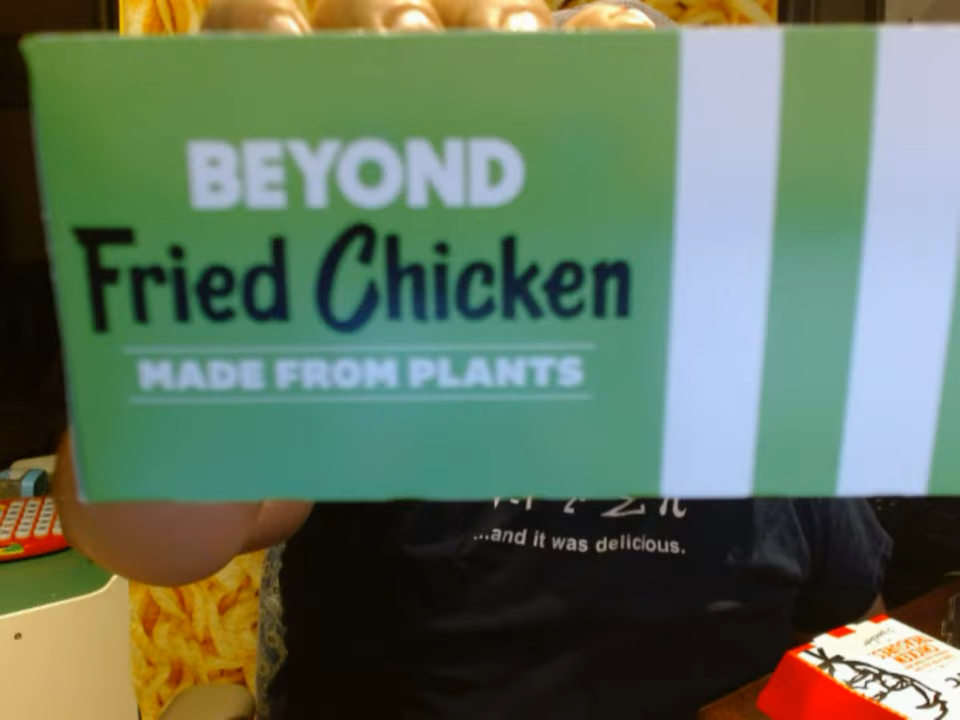 BEYOND
Fried Chicken
MADE FROM PLANTS
...and it was delicious.